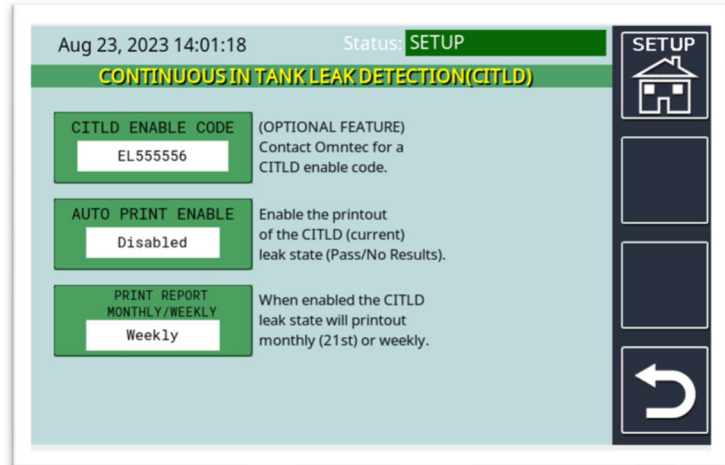 Aug 23, 2023 14:01:18
Status: SETUP
SETUP
CONTINUOUS IN TANK LEAK DETECTION(CITLD)
CITLD ENABLE CODE
EL555556
(OPTIONAL FEATURE)
Contact Omntec for a
CITLD enable code.
AUTO PRINT ENABLE
Disabled
Enable the printout
of the CITLD (current)
leak state (Pass/No Results).
PRINT REPORT
MONTHLY/WEEKLY
Weekly
When enabled the CITLD
leak state will printout
monthly (21st) or weekly.